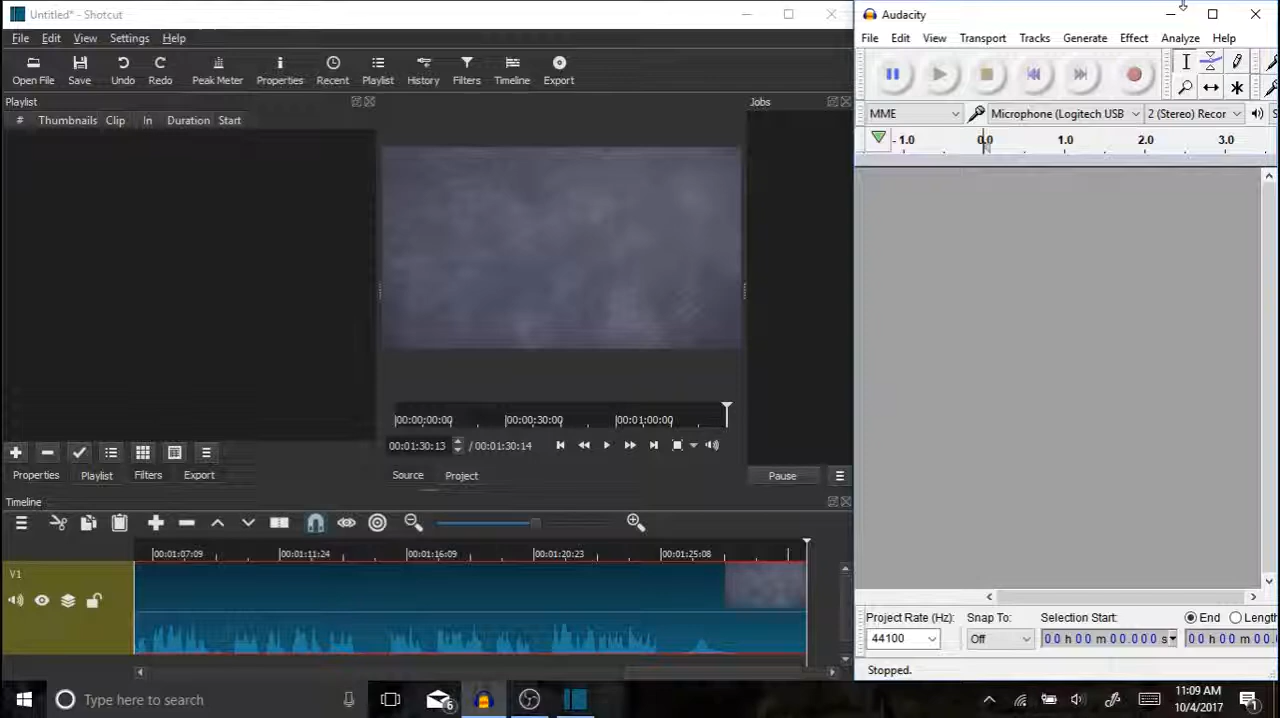 Untitled* - Shotcut
File Edit View Settings Help
Open File Save Undo Redo Peak Meter Properties Recent Playlist History Filters Timeline Export
Playlist
# Thumbnails Clip In Duration Start
Jobs
00:00:00:00 00:00:30:00 00:01:00:00
00:01:30:13 / 00:01:30:14
Properties Playlist Filters Export
Source Project
Pause
Timeline
00:01:07:09 00:01:11:24 00:01:16:09 00:01:20:23 00:01:25:08
V1
Audacity
File Edit View Transport Tracks Generate Effect Analyze Help
MME Microphone (Logitech USB 2 (Stereo) Recor
- 1.0 0.0 1.0 2.0 3.0
Project Rate (Hz): Snap To: Selection Start: End Length
44100 Off 00 h 00 m 00.000 s 00 h 00 m 00.
Stopped.
Type here to search
6
11:09 AM
10/4/2017
1